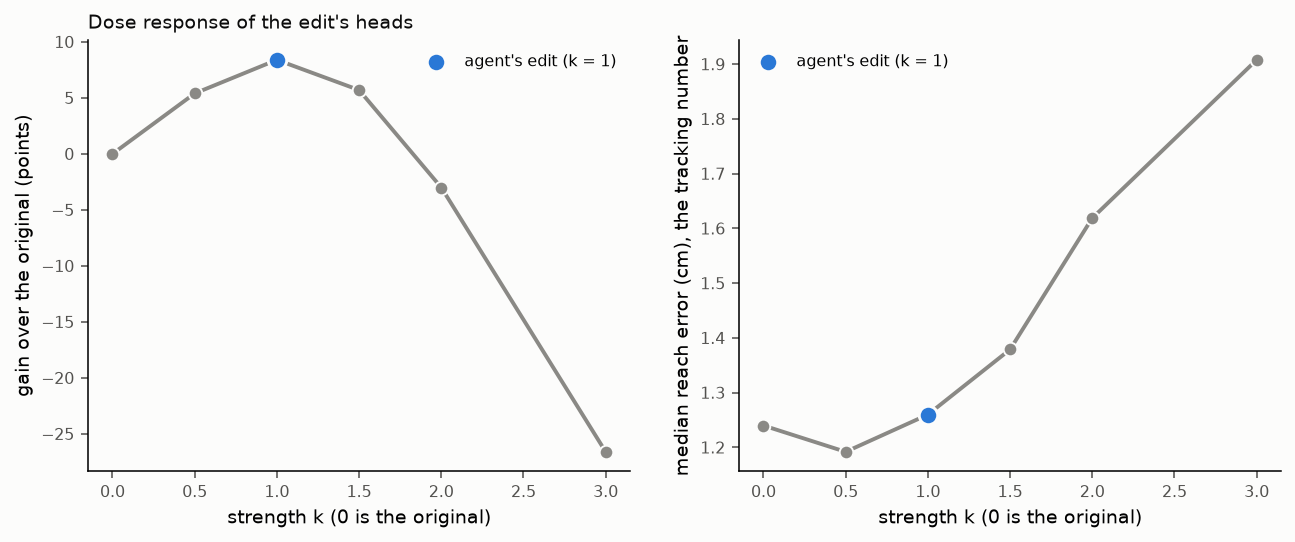 Dose response of the edit's heads
gain over the original (points)
10
5
0
−5
−10
−15
−20
−25
agent's edit (k = 1)
0.0 0.5 1.0 1.5 2.0 2.5 3.0
strength k (0 is the original)
median reach error (cm), the tracking number
1.9
1.8
1.7
1.6
1.5
1.4
1.3
1.2
agent's edit (k = 1)
0.0 0.5 1.0 1.5 2.0 2.5 3.0
strength k (0 is the original)